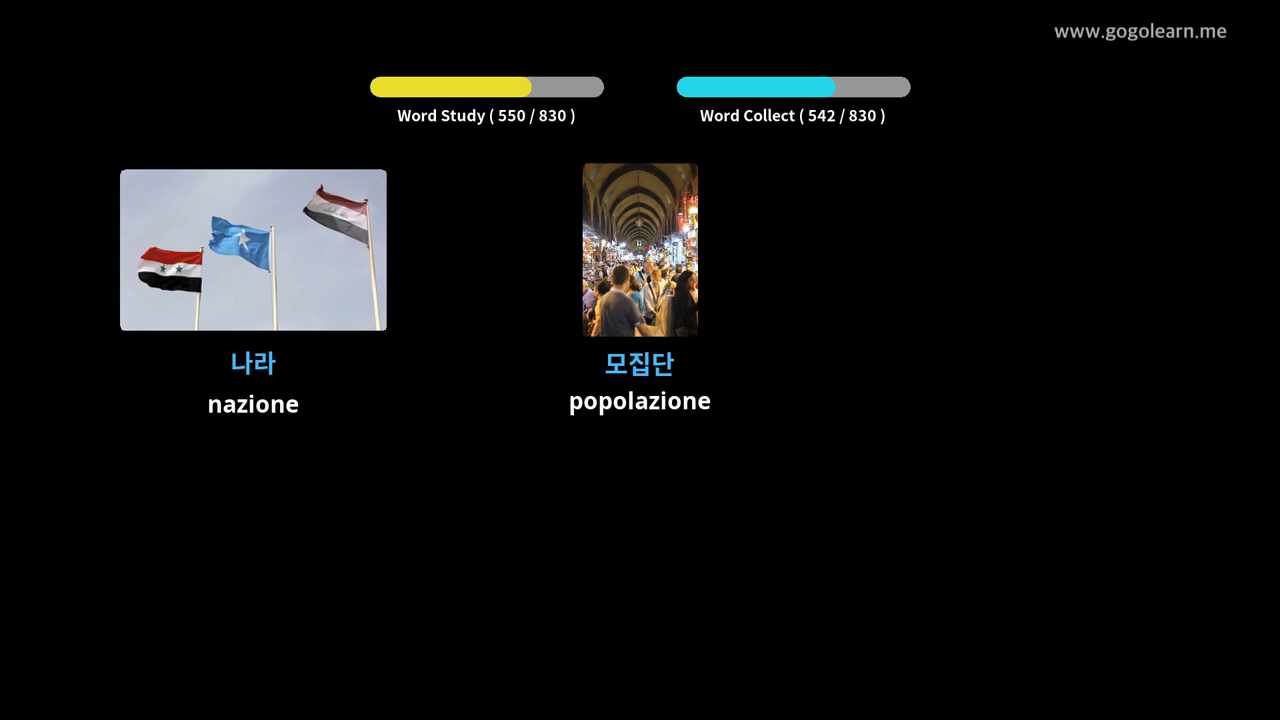 www.gogolearn.me
Word Study ( 550 / 830 )
Word Collect ( 542 / 830 )
나라
nazione
모집단
popolazione